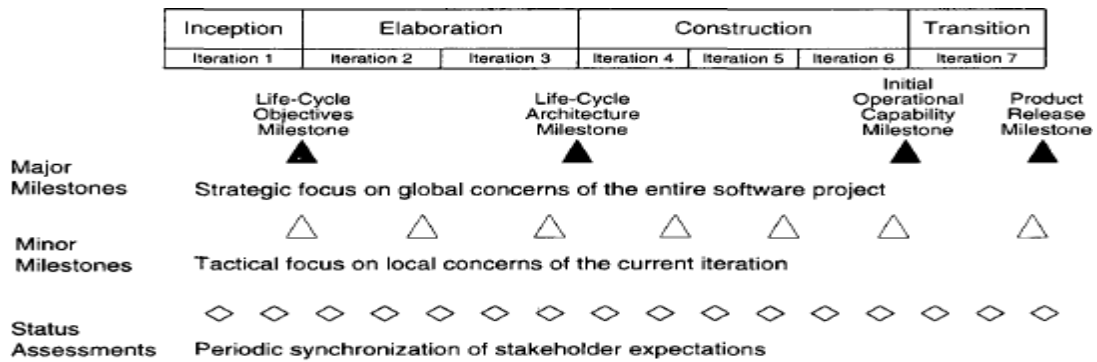 Inception Elaboration Construction Transition
Iteration 1 Iteration 2 Iteration 3 Iteration 4 Iteration 5 Iteration 6 Iteration 7
Life-Cycle
Objectives
Milestone
Life-Cycle
Architecture
Milestone
Initial
Operational
Capability
Milestone
Product
Release
Milestone
Major
Milestones
Strategic focus on global concerns of the entire software project
Minor
Milestones
Tactical focus on local concerns of the current iteration
Status
Assessments
Periodic synchronization of stakeholder expectations